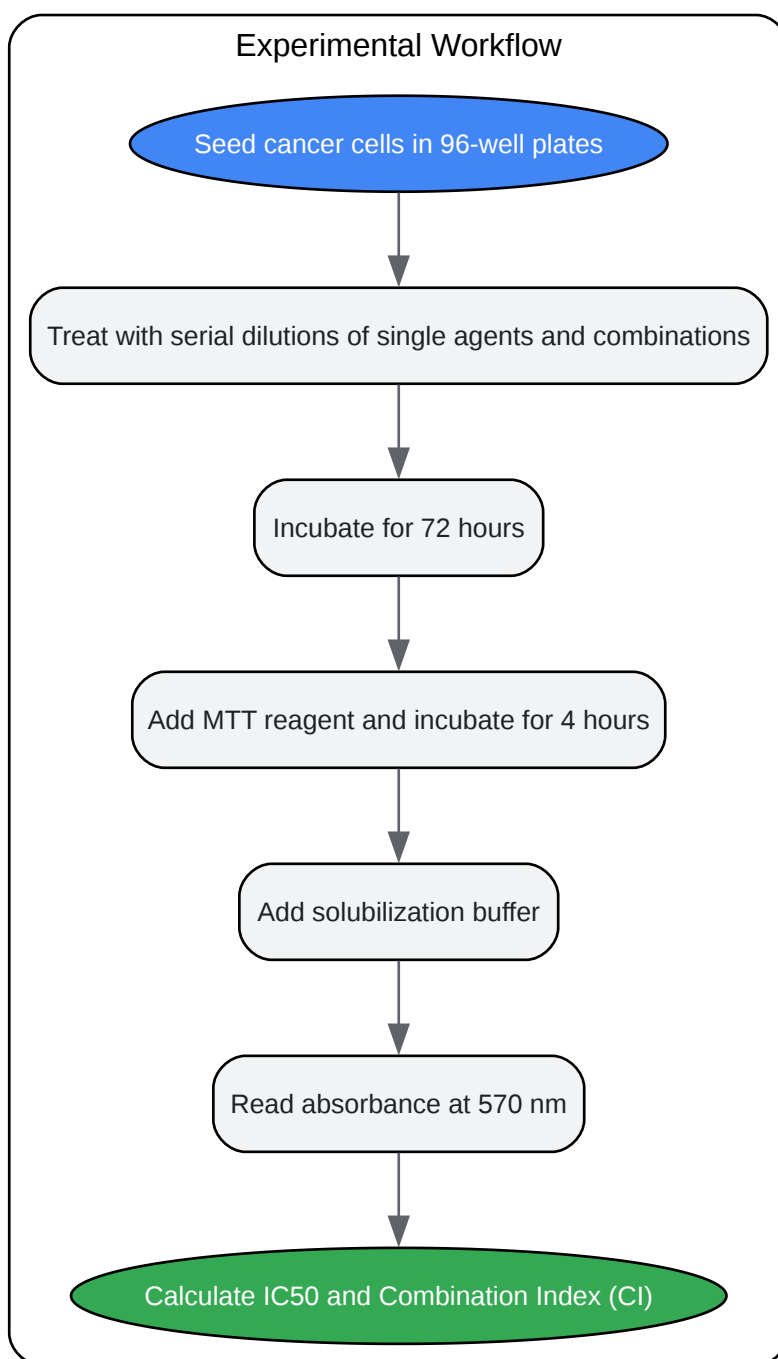 Experimental Workflow
Seed cancer cells in 96-well plates
Treat with serial dilutions of single agents and combinations
Incubate for 72 hours
Add MTT reagent and incubate for 4 hours
Add solubilization buffer
Read absorbance at 570 nm
Calculate IC50 and Combination Index (CI)